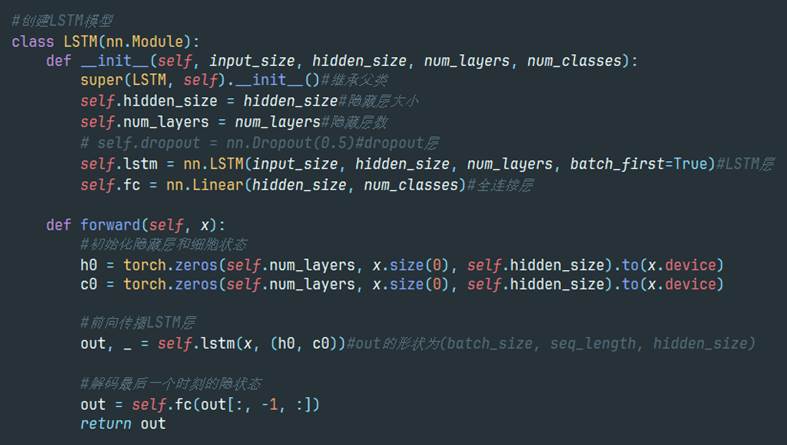 #创建LSTM模型
class LSTM(nn.Module):
    def __init__(self, input_size, hidden_size, num_layers, num_classes):
        super(LSTM, self).__init__()#继承父类
        self.hidden_size = hidden_size#隐藏层大小
        self.num_layers = num_layers#隐藏层数
        # self.dropout = nn.Dropout(0.5)#dropout层
        self.lstm = nn.LSTM(input_size, hidden_size, num_layers, batch_first=True)#LSTM层
        self.fc = nn.Linear(hidden_size, num_classes)#全连接层
    def forward(self, x):
        #初始化隐藏层和细胞状态
        h0 = torch.zeros(self.num_layers, x.size(0), self.hidden_size).to(x.device)
        c0 = torch.zeros(self.num_layers, x.size(0), self.hidden_size).to(x.device)
        #前向传播LSTM层
        out, _ = self.lstm(x, (h0, c0))#out的形状为(batch_size, seq_length, hidden_size)
        #解码最后一个时刻的隐状态
        out = self.fc(out[:, -1, :])
        return out